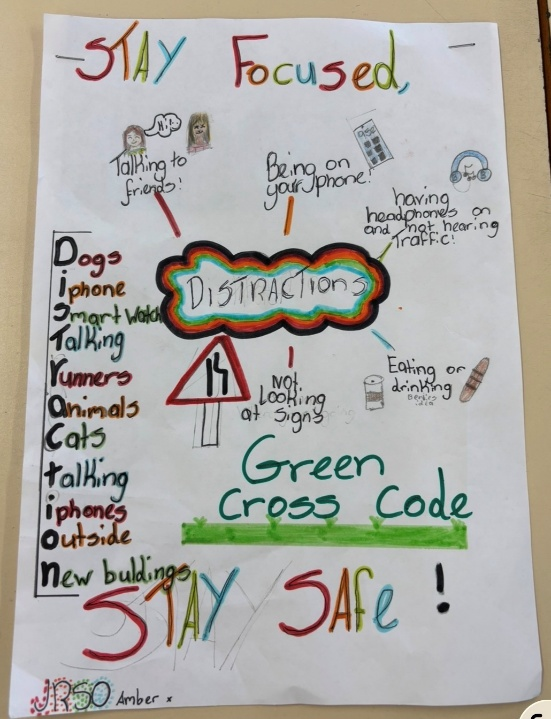 STAY Focused,
Hi!
Talking to
friends!
Being on
your phone!
having
headphones on
and not hearing
Traffic!
DISTRACTIONS
Dogs
iphone
Smart Watch
Talking
runners
animals
Cats
talking
iphones
outside
new buldings
Not
Looking
at signs
Eating or
drinking
Green
Cross Code
STAY SAfe !
JRSO Amber x